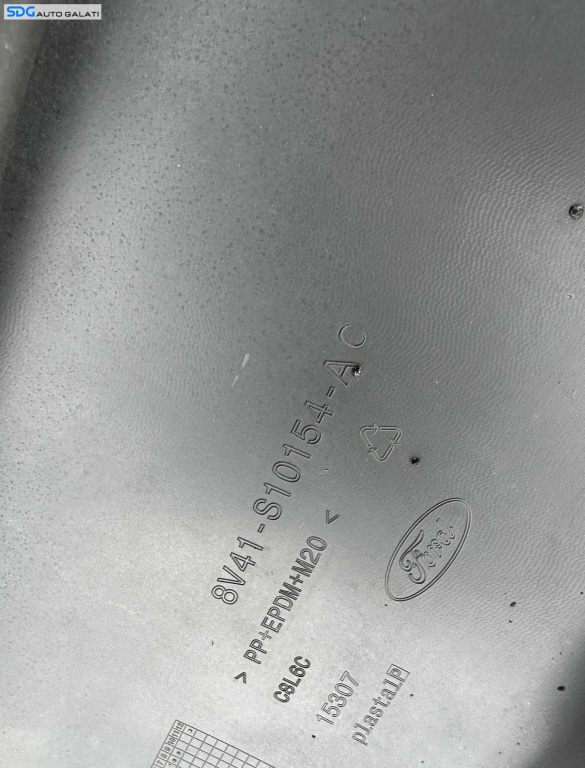 SDG AUTO GALATI
8V41-S10154-AC
> PP+EPDM+M20 <
C8L6C
15307
plastal
Ford